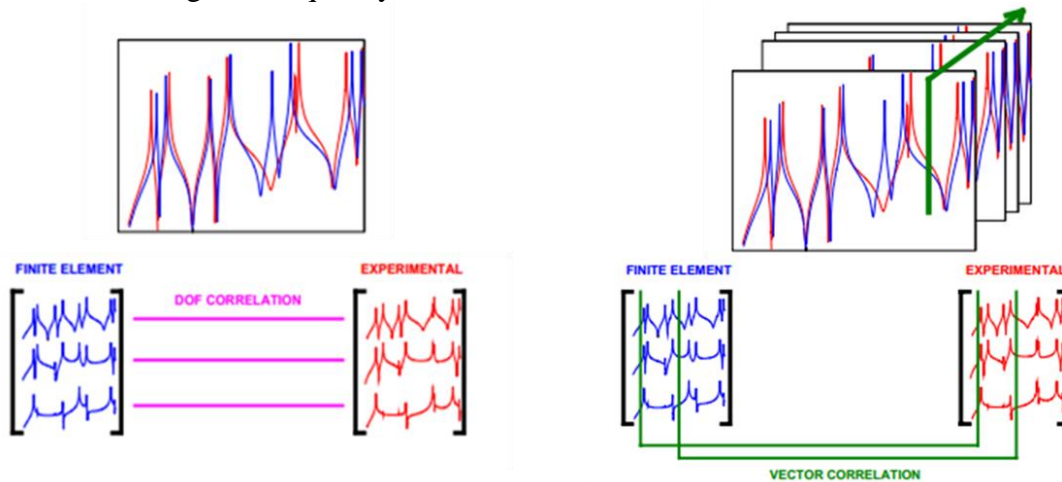 FINITE ELEMENT
EXPERIMENTAL
DOF CORRELATION
FINITE ELEMENT
EXPERIMENTAL
VECTOR CORRELATION